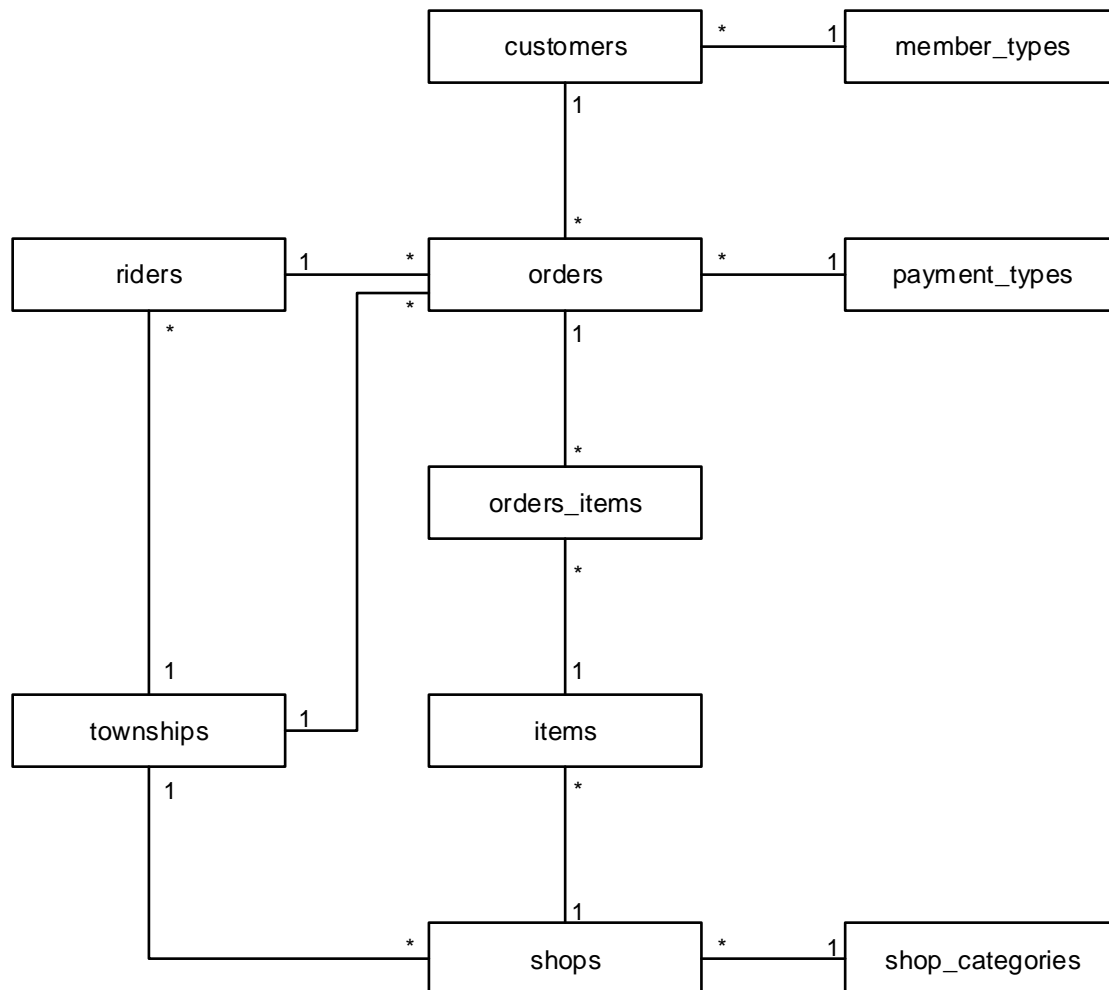 customers * 1 member_types
1
*
riders 1 * orders * 1 payment_types
*
* 1
*
orders_items
*
1 1
townships 1 items
1 *
1
* shops * 1 shop_categories